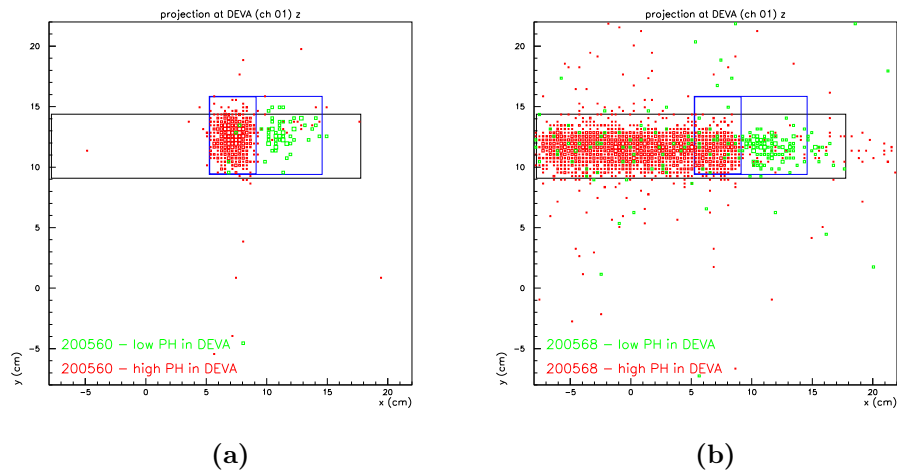 projection at DEVA (ch 01) z
20
15
10
5
0
−5
y (cm)
200560 − low PH in DEVA
200560 − high PH in DEVA
−5 0 5 10 15 20
x (cm)
(a)
projection at DEVA (ch 01) z
20
15
10
5
0
−5
y (cm)
200568 − low PH in DEVA
200568 − high PH in DEVA
−5 0 5 10 15 20
x (cm)
(b)